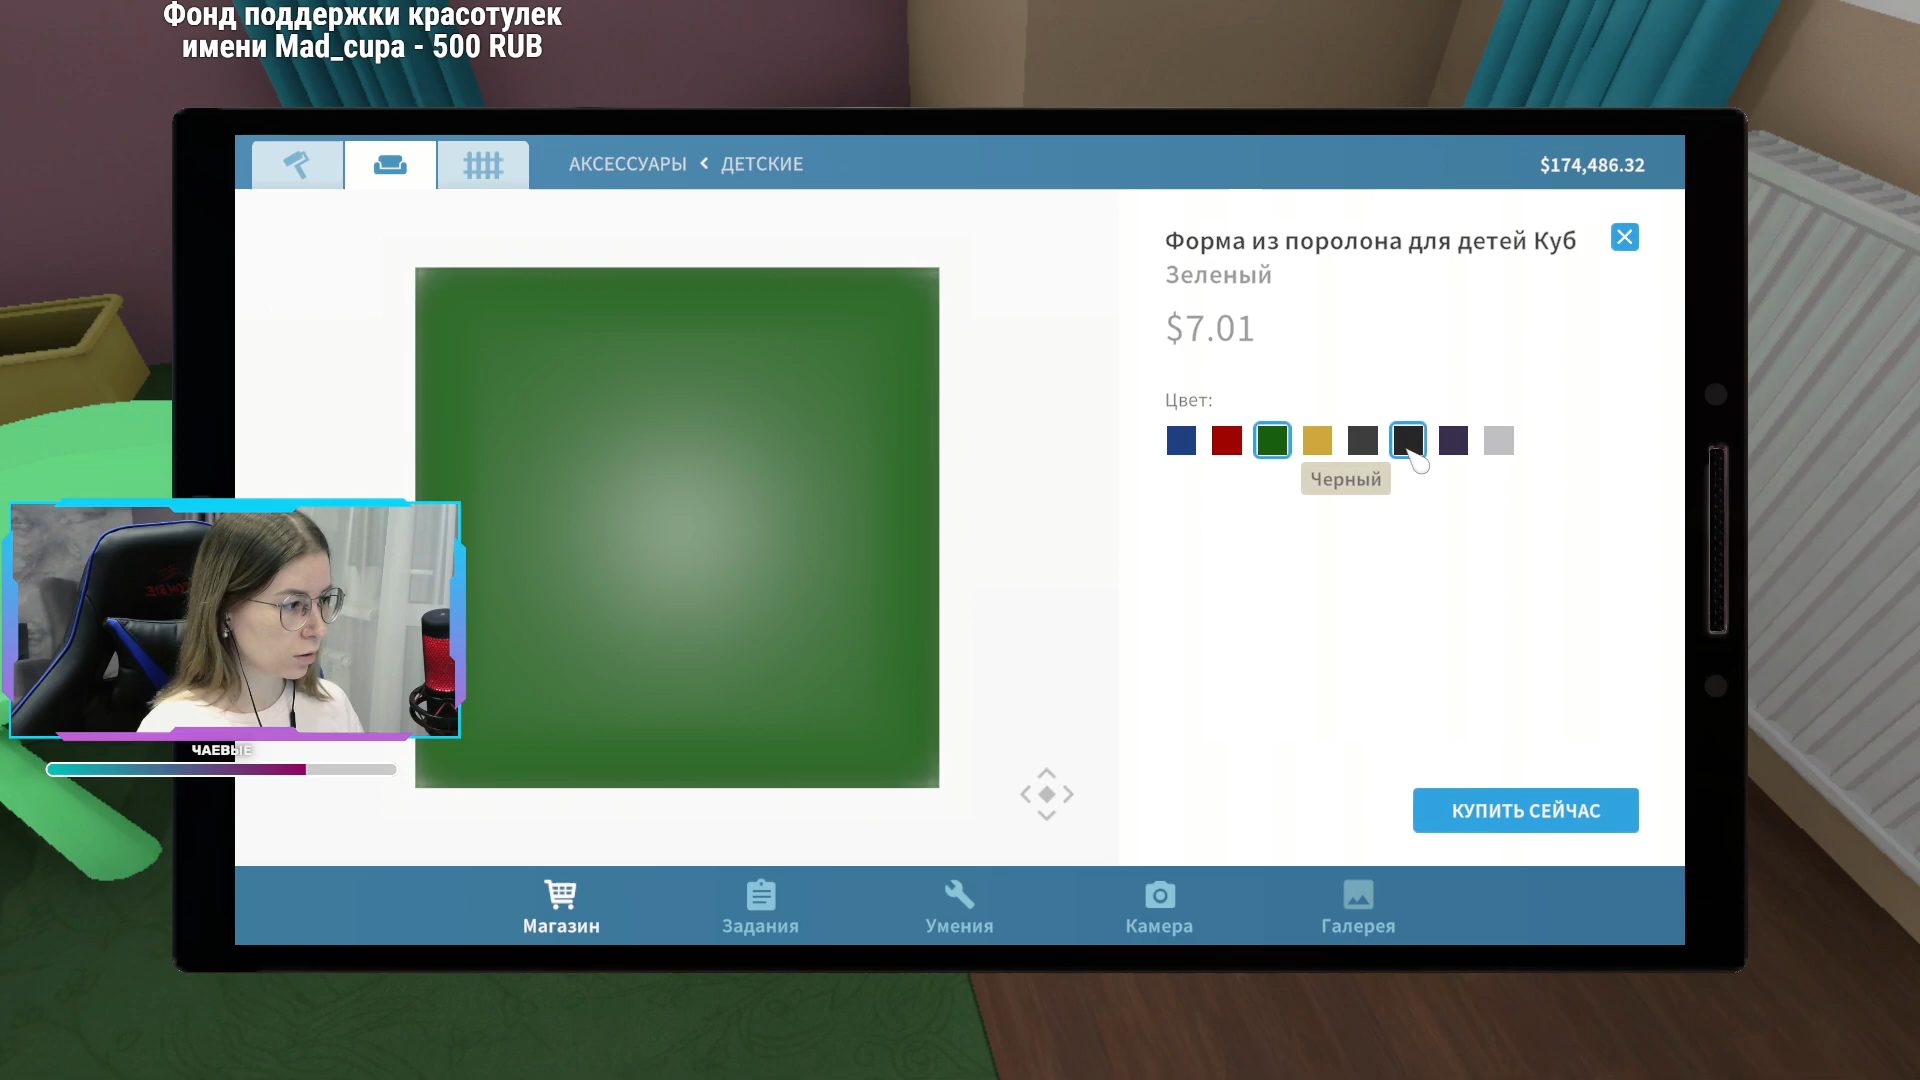 Фонд поддержки красотулек
имени Mad_cupa - 500 RUB
АКСЕССУАРЫ < ДЕТСКИЕ
$174,486.32
Форма из поролона для детей Куб
Зеленый
$7.01
Цвет:
Черный
ЧАЕВЫЕ
КУПИТЬ СЕЙЧАС
Магазин
Задания
Умения
Камера
Галерея